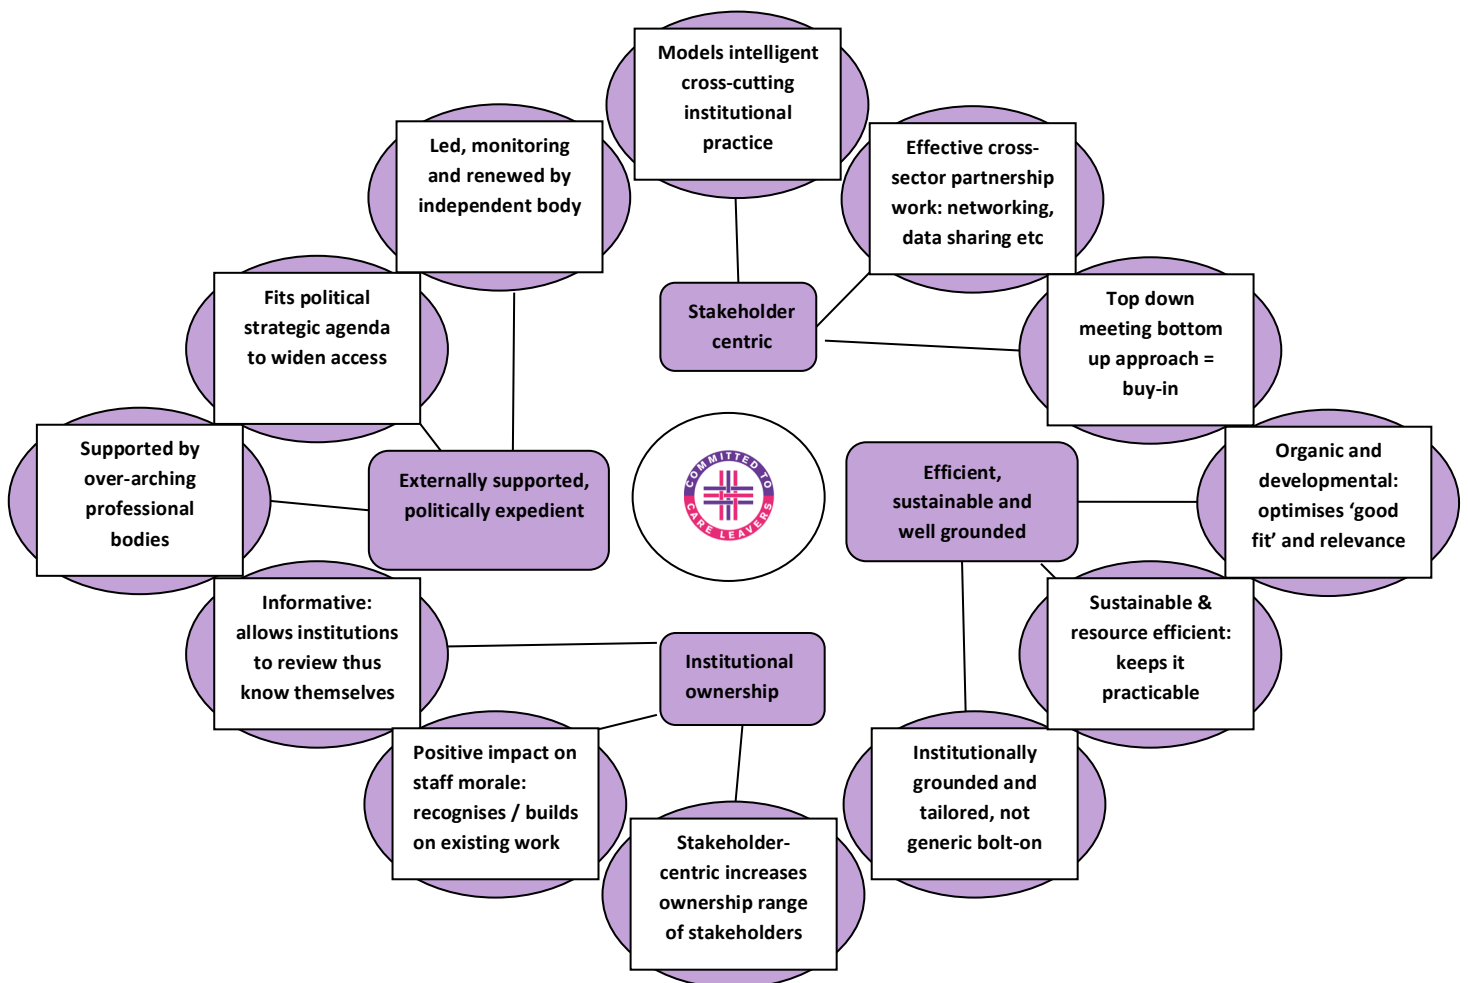 Models intelligent
cross-cutting
institutional
practice
Led, monitoring
and renewed by
independent body
Effective cross-
sector partnership
work: networking,
data sharing etc
Fits political
strategic agenda
to widen access
Stakeholder
centric
Top down
meeting bottom
up approach =
buy-in
Supported by
over-arching
professional
bodies
Externally supported,
politically expedient
COMMITTED TO
CARE LEAVERS
Efficient,
sustainable and
well grounded
Organic and
developmental:
optimises ‘good
fit’ and relevance
Informative:
allows institutions
to review thus
know themselves
Institutional
ownership
Sustainable &
resource efficient:
keeps it
practicable
Positive impact on
staff morale:
recognises / builds
on existing work
Stakeholder-
centric increases
ownership range
of stakeholders
Institutionally
grounded and
tailored, not
generic bolt-on